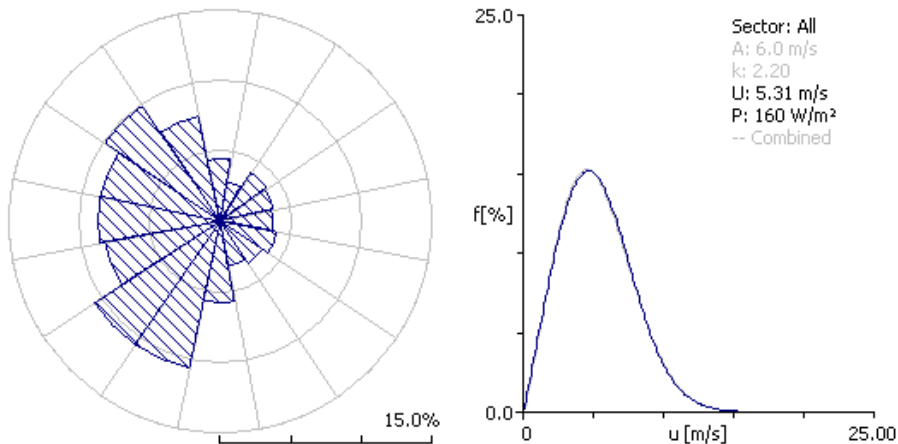 15.0%
25.0
f[%]
0.0
0
u [m/s]
25.00
Sector: All
A: 6.0 m/s
k: 2.20
U: 5.31 m/s
P: 160 W/m²
-- Combined